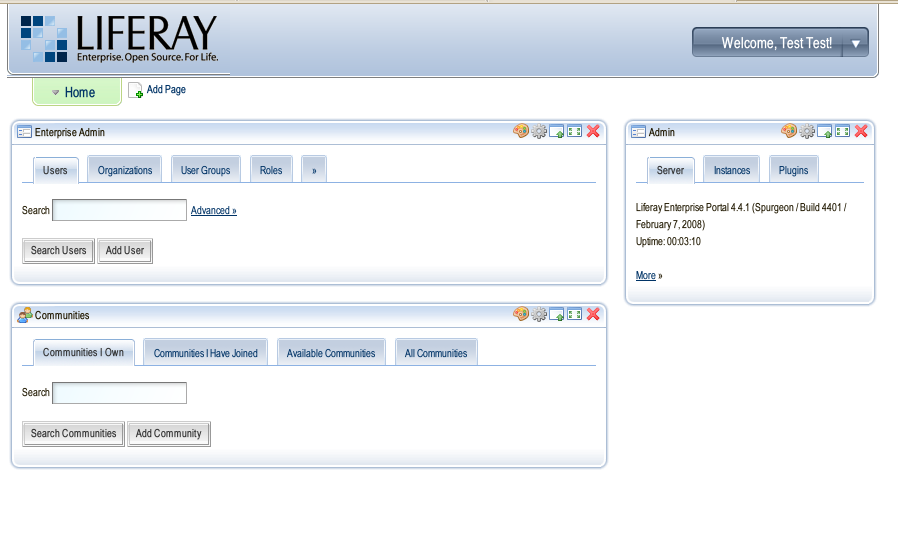 LIFERAY
Enterprise. Open Source. For Life.
Welcome, Test Test!
Home
Add Page
Enterprise Admin
Users Organizations User Groups Roles »
Search Advanced »
Search Users Add User
Admin
Server Instances Plugins
Liferay Enterprise Portal 4.4.1 (Spurgeon / Build 4401 /
February 7, 2008)
Uptime: 00:03:10
More »
Communities
Communities I Own Communities I Have Joined Available Communities All Communities
Search
Search Communities Add Community